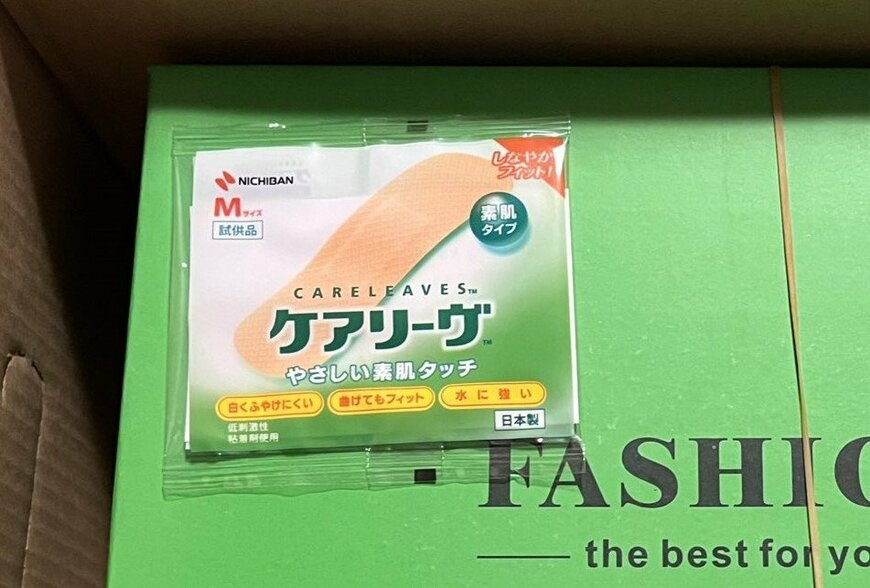 NICHIBAN
Mサイズ
試供品
しなやか
フィット!
素肌
タイプ
CARELEAVES™
ケアリーヴ™
やさしい素肌タッチ
白くふやけにくい
曲げてもフィット
水に強い
日本製
低刺激性
粘着剤使用
FASHIO
the best for yo